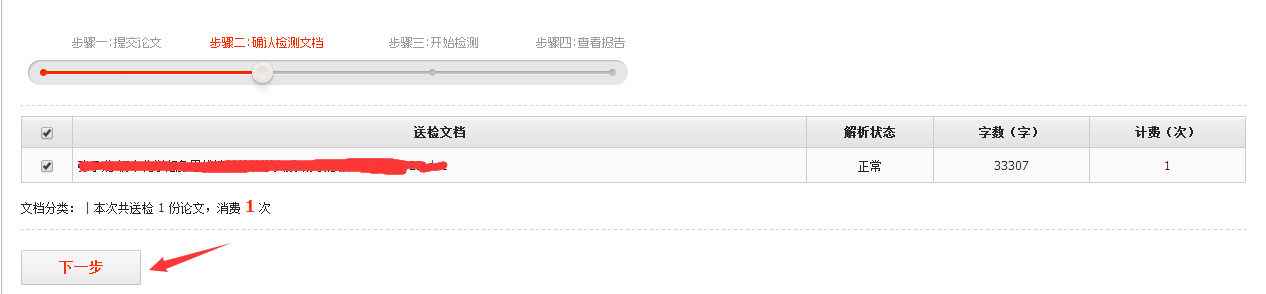 步骤一:提交论文 步骤二:确认检测文档 步骤三:开始检测 步骤四:查看报告
送检文档 解析状态 字数（字） 计费（次）
正常 33307 1
文档分类： | 本次共送检 1 份论文，消费 1 次
下一步